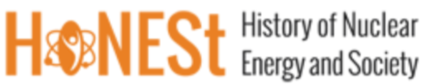 HoNESt
History of Nuclear
Energy and Society